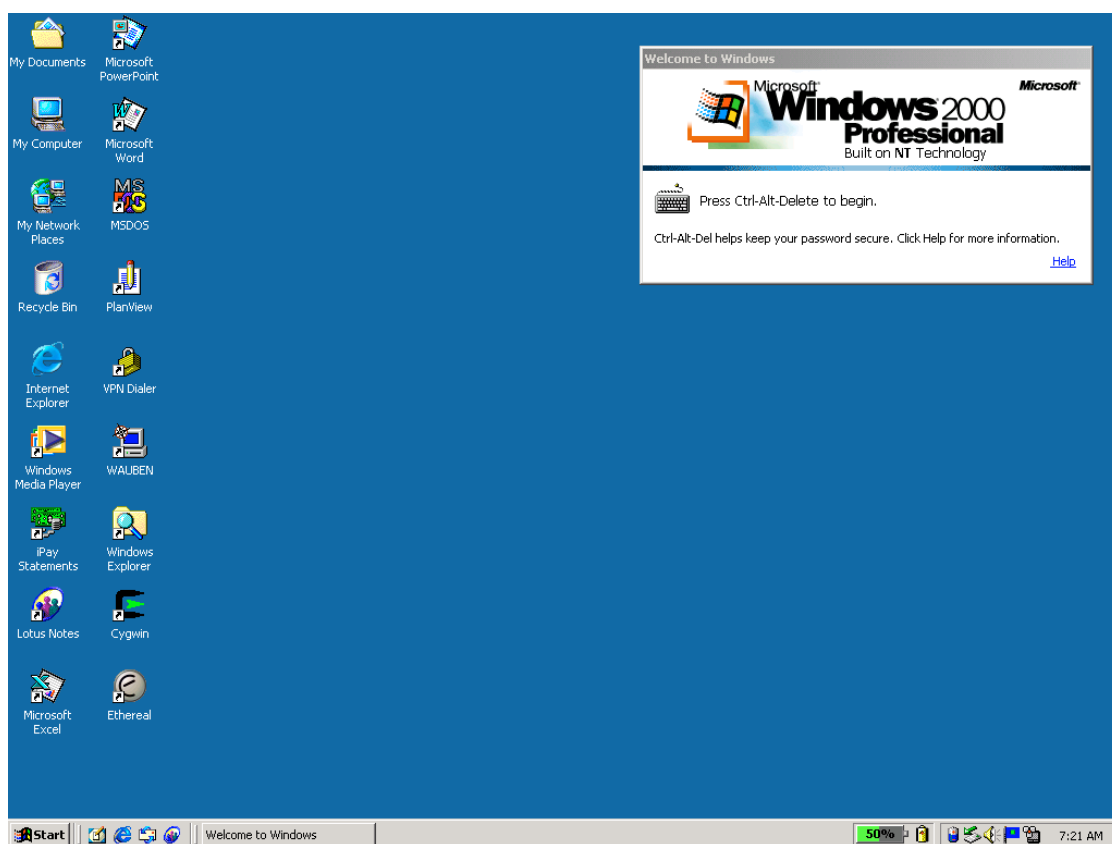 My Documents
Microsoft
PowerPoint
My Computer
Microsoft
Word
My Network
Places
MS
DOS
MSDOS
Recycle Bin
PlanView
Internet
Explorer
VPN Dialer
Windows
Media Player
WAUBEN
iPay
Statements
Windows
Explorer
Lotus Notes
Cygwin
Microsoft
Excel
Ethereal
Welcome to Windows
Microsoft
Microsoft
Windows 2000
Professional
Built on NT Technology
Press Ctrl-Alt-Delete to begin.
Ctrl-Alt-Del helps keep your password secure. Click Help for more information.
Help
Start
Welcome to Windows
50%
7:21 AM